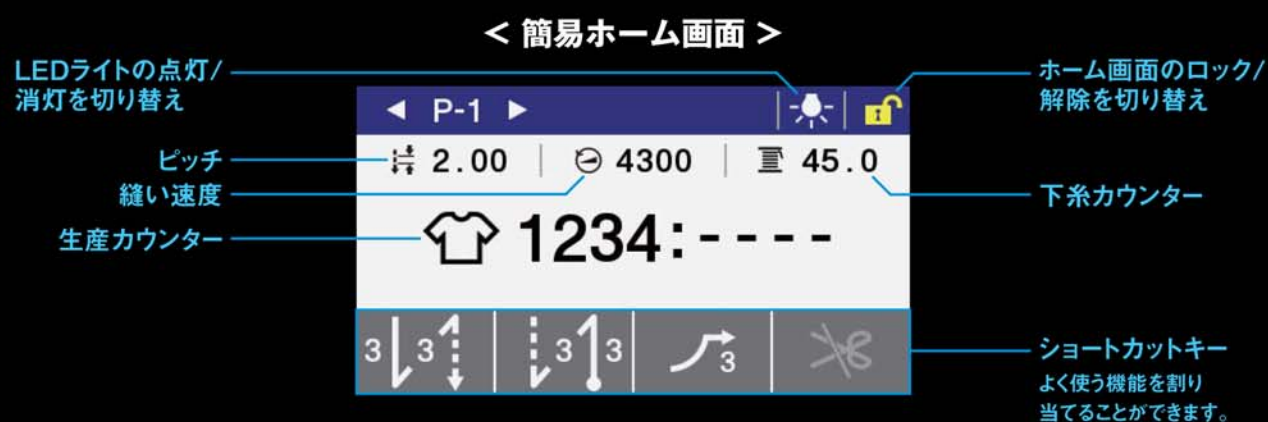 < 簡易ホーム画面 >
LEDライトの点灯/
消灯を切り替え
ホーム画面のロック/
解除を切り替え
◀ P-1 ▶
ピッチ
2.00 4300 45.0
縫い速度
下糸カウンター
生産カウンター
1234:----
3 3 3 3 3
ショートカットキー
よく使う機能を割り
当てることができます。